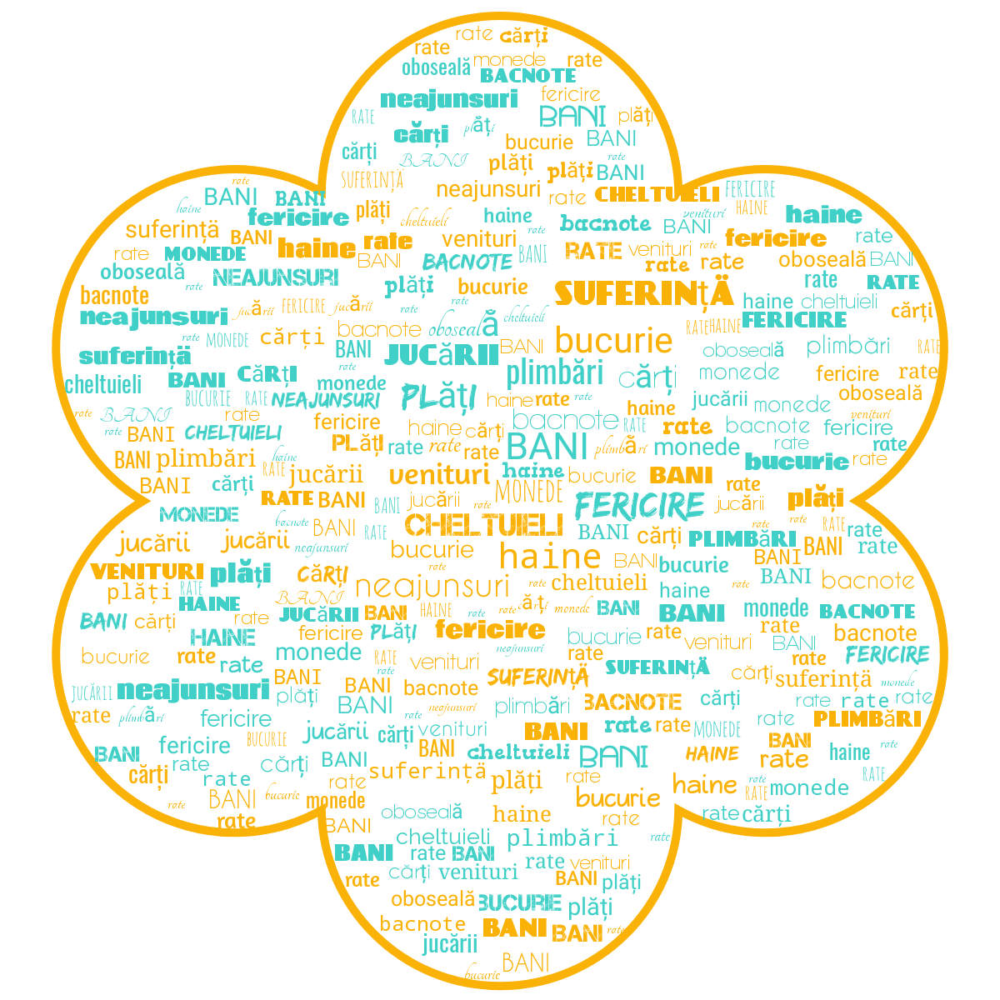 rate cărți
rate
oboseală monede rate
BACNOTE
neajunsuri fericire
RATE BANI plăți
cărți plăți
cărți BANI bucurie BANI rate
SUFERINȚĂ plăți plăți BANI
rate BANI BANI plăți neajunsuri rate CHELTUIELI FERICIRE HAINE
haine fericire cheltuieli haine bacnote venituri BANI haine
suferință BANI venituri rate fericire rate
rate MONEDE haine rate BANI BACNOTE BANI RATE venituri rate rate rate oboseală BANI
oboseală NEAJUNSURI rate plăți bucurie SUFERINȚĂ rate RATE
bacnote jucării FERICIRE jucării rate rate haine cheltuieli cărți
neajunsuri bacnote oboseală cheltuieli RATE HAINE FERICIRE
rate MONEDE cărți BANI JUCĂRII BANI bucurie oboseală plimbări RATE
suferință rate
cheltuieli BANI CĂRȚI monede plimbări cărți monede fericire rate
BUCURIE RATE NEAJUNSURI PLĂȚI haine rate rate haine jucării monede oboseală
rate BANI rate fericire bacnote RATE bacnote venituri
rate BANI CHELTUIELI haine cărți rate fericire
BANI plimbări haine PLĂȚI rate rate rate BANI plimbări monede rate rate
BANI cărți RATE jucării venituri haine MONEDE bucurie BANI rate bucurie rate
MONEDE RATE BANI BANI jucării rate FERICIRE jucării plăți
bacnote BANI RATE CHELTUIELI BANI cărți rate rate RATE rate
jucării jucării neajunsuri bucurie haine BANI PLIMBĂRI BANI BANI rate
VENITURI plăți CĂRȚI rate neajunsuri rate cheltuieli bucurie haine rate BANI bacnote
plăți RATE HAINE BANI HAINE rate monede BANI BANI monede BACNOTE
BANI cărți rate JUCĂRII BANI rate
HAINE fericire PLĂȚI fericire bucurie rate venituri rate BANI bacnote
bucurie rate rate monede RATE venituri neajunsuri rate rate FERICIRE
JUCĂRII neajunsuri BANI rate BANI bacnote SUFERINȚĂ SUFERINȚĂ cărți suferință monede
plăți BANI neajunsuri plimbări BACNOTE cărți rate rate rate
rate plimbări fericire rate venituri rate rate MONEDE rate PLIMBĂRI
BANI fericire BUCURIE jucării cărți BANI BANI BANI haine rate
rate cărți BANI cheltuieli BANI HAINE rate
cărți rate BANI bucurie rate suferință plăți rate haine rate RATE monede RATE
rate rate monede oboseală haine bucurie rate rate cărți
BANI cheltuieli plimbări rate
BANI rate BANI rate venituri
rate cărți venituri BANI plăți
oboseală BUCURIE plăți
bacnote BANI BANI rate
jucării
bucurie BANI